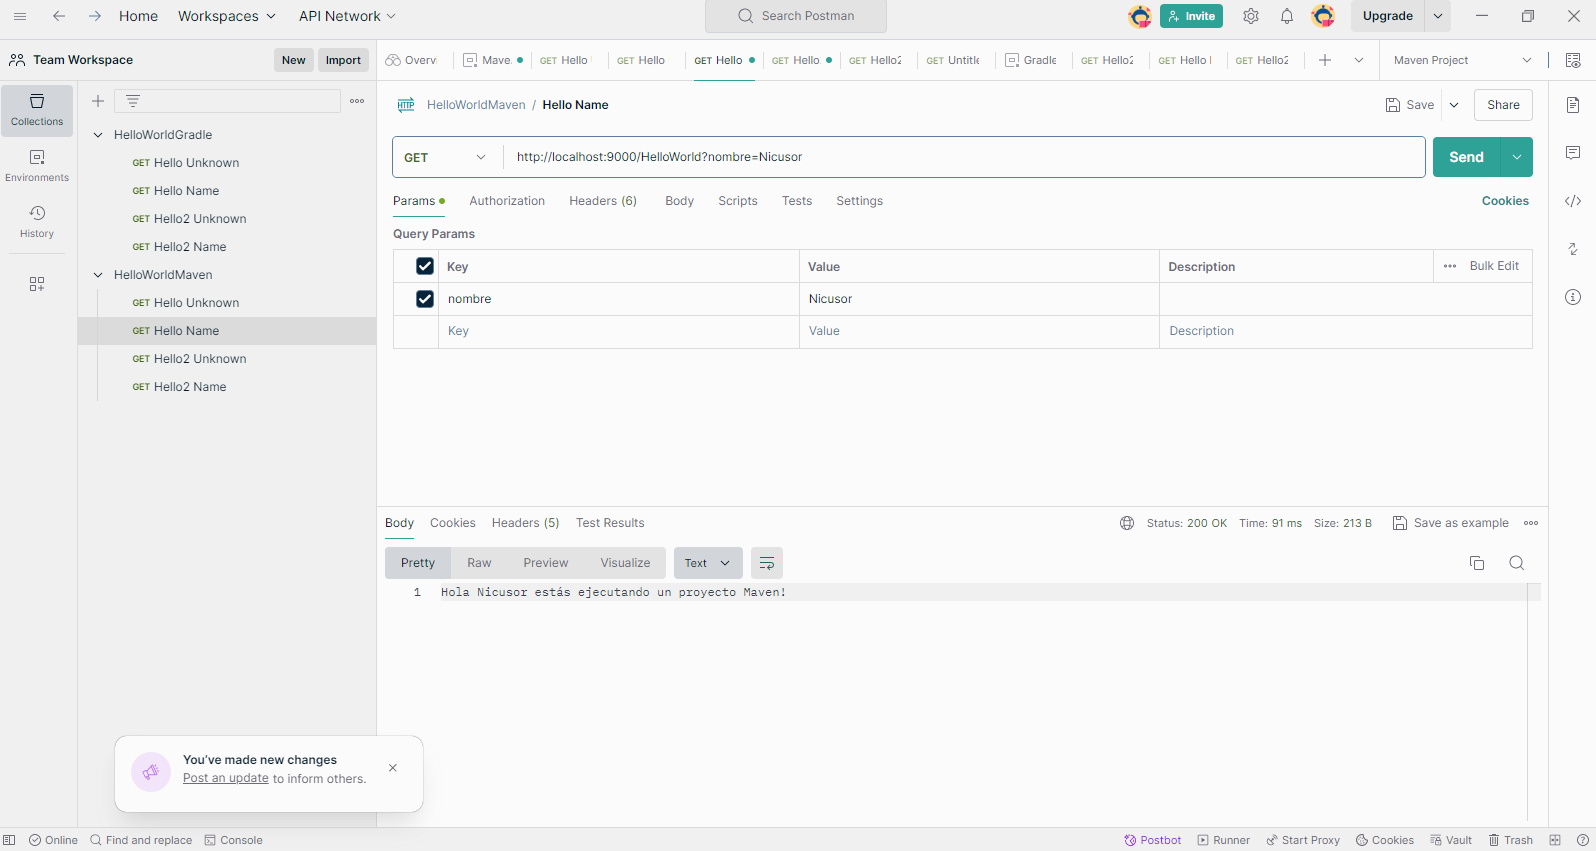 Home Workspaces API Network Search Postman Invite Upgrade
Team Workspace New Import
Overvi Mave. GET Hello GET Hello GET Hello GET Hello. GET Hello2 GET Untitle Gradle GET Hello2 GET Hello GET Hello2 Maven Project
Collections
Environments
History
HelloWorldGradle
GET Hello Unknown
GET Hello Name
GET Hello2 Unknown
GET Hello2 Name
HelloWorldMaven
GET Hello Unknown
GET Hello Name
GET Hello2 Unknown
GET Hello2 Name
HTTP HelloWorldMaven / Hello Name Save Share
GET http://localhost:9000/HelloWorld?nombre=Nicusor Send
Params Authorization Headers (6) Body Scripts Tests Settings Cookies
Query Params
Key Value Description Bulk Edit
nombre Nicusor
Key Value Description
Body Cookies Headers (5) Test Results Status: 200 OK Time: 91 ms Size: 213 B Save as example
Pretty Raw Preview Visualize Text
1 Hola Nicusor estás ejecutando un proyecto Maven!
You've made new changes
Post an update to inform others.
Online Find and replace Console Postbot Runner Start Proxy Cookies Vault Trash